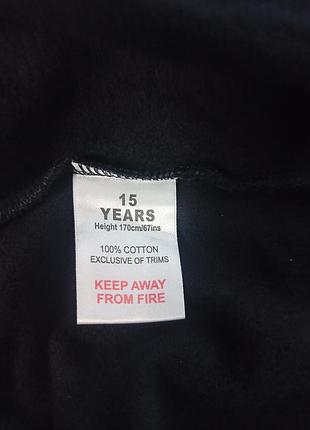 15
YEARS
Height 170cm/67ins
100% COTTON
EXCLUSIVE OF TRIMS
KEEP AWAY
FROM FIRE